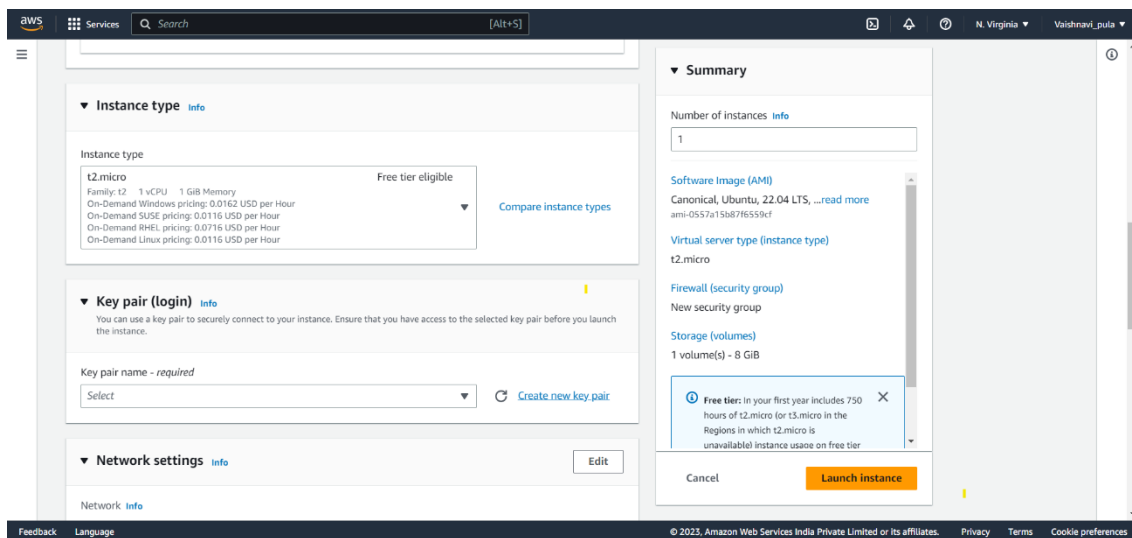 aws Services Search [Alt+S] N. Virginia Vaishnavi_pula
Instance type Info
Instance type
t2.micro Free tier eligible
Family: t2 1 vCPU 1 GiB Memory
On-Demand Windows pricing: 0.0162 USD per Hour
On-Demand SUSE pricing: 0.0116 USD per Hour
On-Demand RHEL pricing: 0.0716 USD per Hour
On-Demand Linux pricing: 0.0116 USD per Hour
Compare instance types
Key pair (login) Info
You can use a key pair to securely connect to your instance. Ensure that you have access to the selected key pair before you launch
the instance.
Key pair name - required
Select
Create new key pair
Network settings Info
Edit
Network Info
Summary
Number of instances Info
1
Software Image (AMI)
Canonical, Ubuntu, 22.04 LTS, ...read more
ami-0557a15b87f6559cf
Virtual server type (instance type)
t2.micro
Firewall (security group)
New security group
Storage (volumes)
1 volume(s) - 8 GiB
Free tier: In your first year includes 750
hours of t2.micro (or t3.micro in the
Regions in which t2.micro is
unavailable) instance usage on free tier
Cancel
Launch instance
Feedback Language © 2023, Amazon Web Services India Private Limited or its affiliates. Privacy Terms Cookie preferences